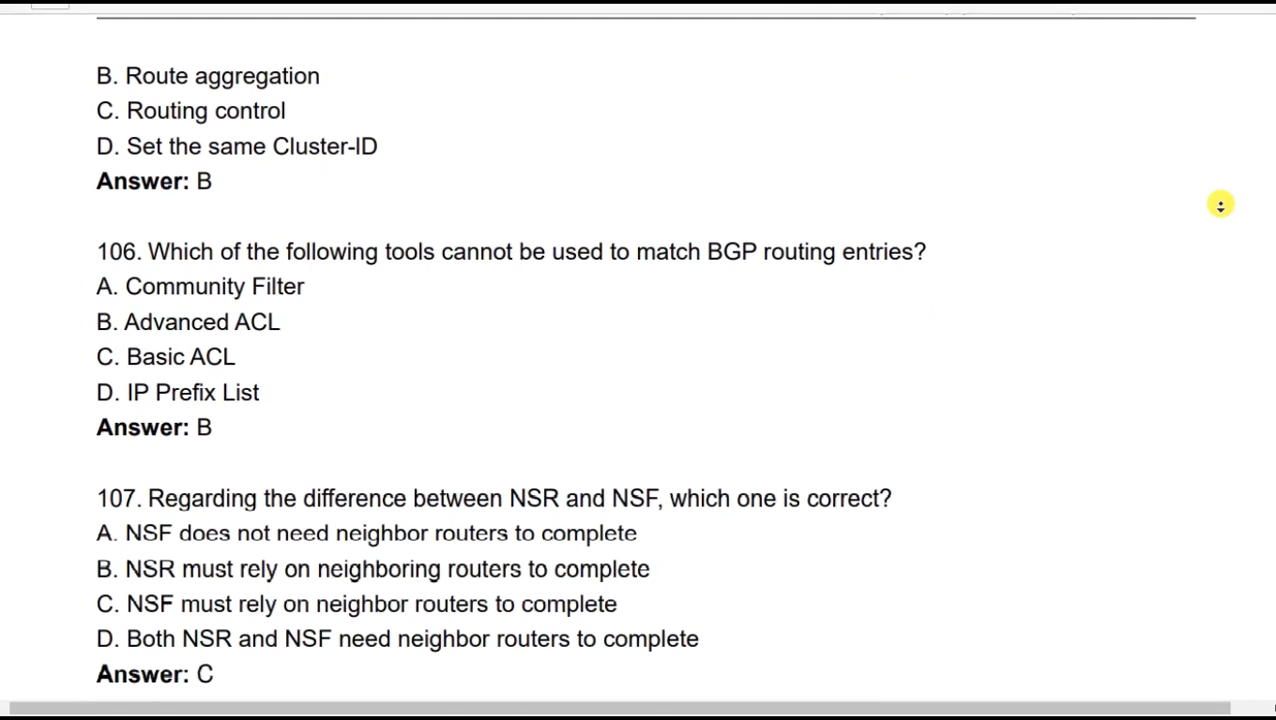 B. Route aggregation
C. Routing control
D. Set the same Cluster-ID
Answer: B
106. Which of the following tools cannot be used to match BGP routing entries?
A. Community Filter
B. Advanced ACL
C. Basic ACL
D. IP Prefix List
Answer: B
107. Regarding the difference between NSR and NSF, which one is correct?
A. NSF does not need neighbor routers to complete
B. NSR must rely on neighboring routers to complete
C. NSF must rely on neighbor routers to complete
D. Both NSR and NSF need neighbor routers to complete
Answer: C